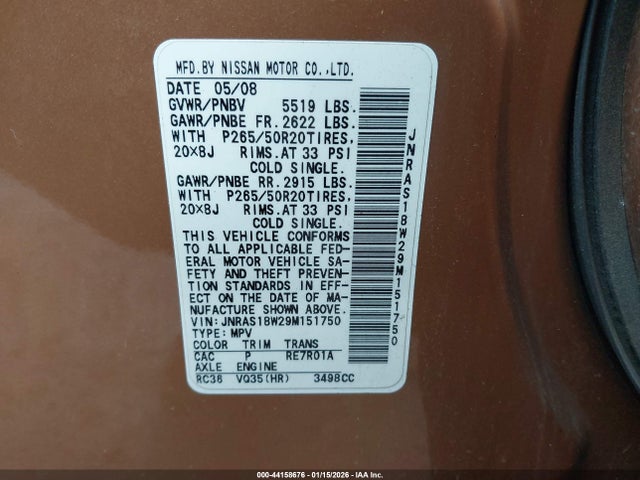 MFD.BY NISSAN MOTOR CO.,LTD.
DATE 05/08
GVWR/PNBV 5519 LBS.
GAWR/PNBE FR.2622 LBS.
WITH P265/50R20TIRES,
20×8J RIMS.AT 33 PSI
COLD SINGLE.
GAWR/PNBE RR.2915 LBS.
WITH P265/50R20TIRES,
20×8J RIMS.AT 33 PSI
COLD SINGLE.
THIS VEHICLE CONFORMS
TO ALL APPLICABLE FED-
ERAL MOTOR VEHICLE SA-
FETY AND THEFT PREVEN-
TION STANDARDS IN EFF-
ECT ON THE DATE OF MA-
NUFACTURE SHOWN ABOVE.
VIN: JNRAS18W29M151750
TYPE: MPV
COLOR TRIM TRANS
CAC P RE7R01A
AXLE ENGINE
RC36 VQ35(HR) 3498CC
JNRAS18W29M151750
000-44158676 - 01/15/2026 - IAA Inc.